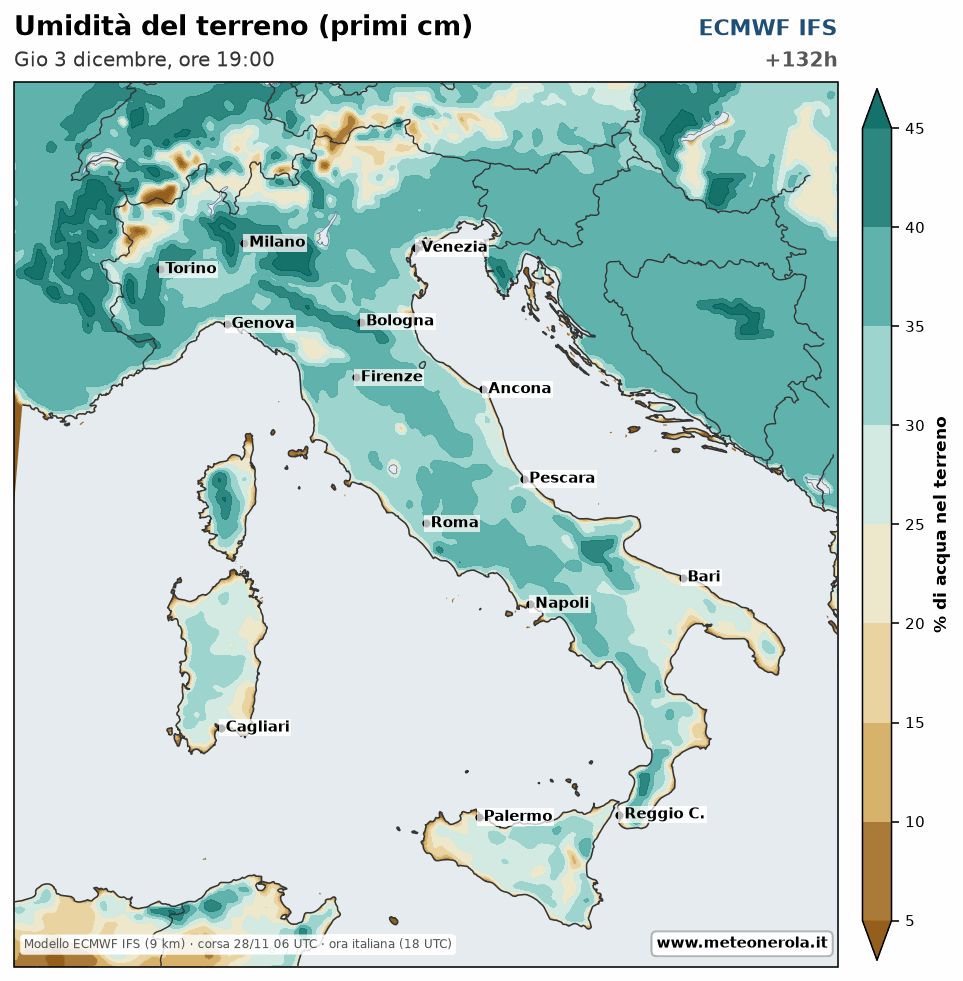 Umidità del terreno (primi cm)
ECMWF IFS
Gio 3 dicembre, ore 19:00
+132h
Milano
Venezia
Torino
Genova
Bologna
Firenze
Ancona
Pescara
Roma
Bari
Napoli
Cagliari
Palermo
Reggio C.
45
40
35
30
25
20
15
10
5
% di acqua nel terreno
Modello ECMWF IFS (9 km) · corsa 28/11 06 UTC · ora italiana (18 UTC)
www.meteonerola.it